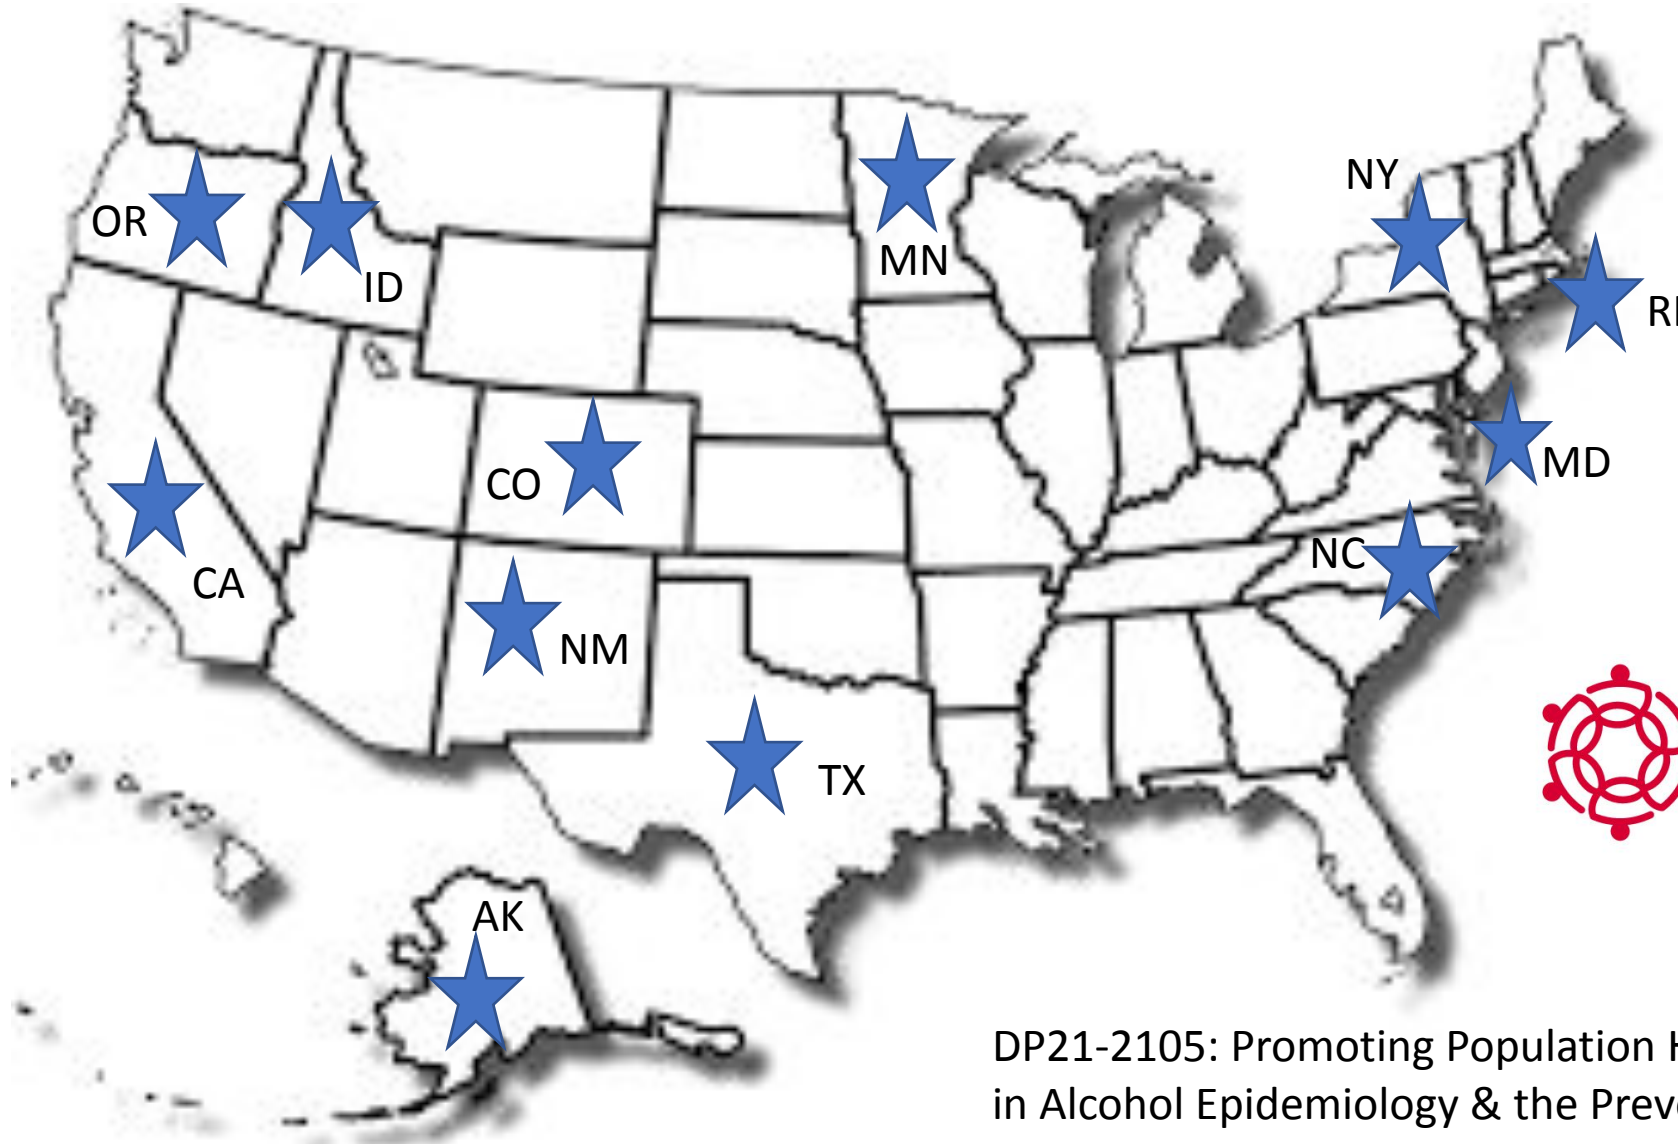 NY
OR
MN
ID
RI
MD
CO
NC
CA
NM
TX
AK
DP21-2105: Promoting Population
in Alcohol Epidemiology & the